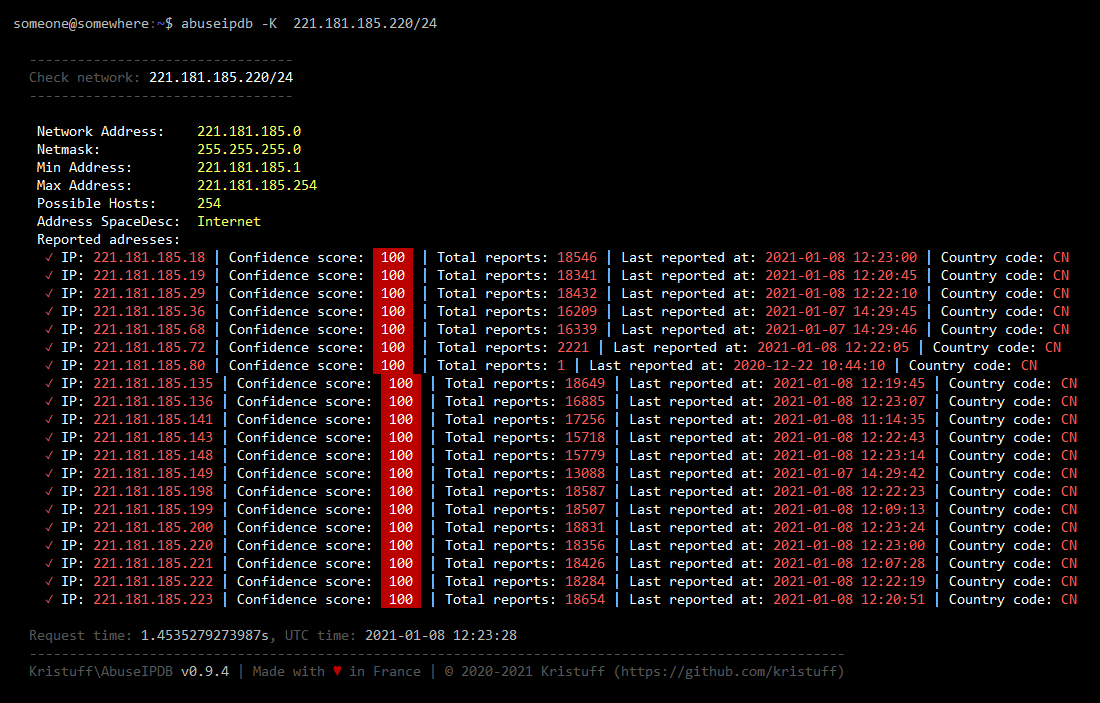 someone@somewhere:~$ abuseipdb -K  221.181.185.220/24
---------------------------------
Check network: 221.181.185.220/24
---------------------------------
Network Address:    221.181.185.0
Netmask:            255.255.255.0
Min Address:        221.181.185.1
Max Address:        221.181.185.254
Possible Hosts:     254
Address SpaceDesc:  Internet
Reported adresses:
✓ IP: 221.181.185.18 | Confidence score:  100  | Total reports: 18546 | Last reported at: 2021-01-08 12:23:00 | Country code: CN
✓ IP: 221.181.185.19 | Confidence score:  100  | Total reports: 18341 | Last reported at: 2021-01-08 12:20:45 | Country code: CN
✓ IP: 221.181.185.29 | Confidence score:  100  | Total reports: 18432 | Last reported at: 2021-01-08 12:22:10 | Country code: CN
✓ IP: 221.181.185.36 | Confidence score:  100  | Total reports: 16209 | Last reported at: 2021-01-07 14:29:45 | Country code: CN
✓ IP: 221.181.185.68 | Confidence score:  100  | Total reports: 16339 | Last reported at: 2021-01-07 14:29:46 | Country code: CN
✓ IP: 221.181.185.72 | Confidence score:  100  | Total reports: 2221 | Last reported at: 2021-01-08 12:22:05 | Country code: CN
✓ IP: 221.181.185.80 | Confidence score:  100  | Total reports: 1 | Last reported at: 2020-12-22 10:44:10 | Country code: CN
✓ IP: 221.181.185.135 | Confidence score:  100  | Total reports: 18649 | Last reported at: 2021-01-08 12:19:45 | Country code: CN
✓ IP: 221.181.185.136 | Confidence score:  100  | Total reports: 16885 | Last reported at: 2021-01-08 12:23:07 | Country code: CN
✓ IP: 221.181.185.141 | Confidence score:  100  | Total reports: 17256 | Last reported at: 2021-01-08 11:14:35 | Country code: CN
✓ IP: 221.181.185.143 | Confidence score:  100  | Total reports: 15718 | Last reported at: 2021-01-08 12:22:43 | Country code: CN
✓ IP: 221.181.185.148 | Confidence score:  100  | Total reports: 15779 | Last reported at: 2021-01-08 12:23:14 | Country code: CN
✓ IP: 221.181.185.149 | Confidence score:  100  | Total reports: 13088 | Last reported at: 2021-01-07 14:29:42 | Country code: CN
✓ IP: 221.181.185.198 | Confidence score:  100  | Total reports: 18587 | Last reported at: 2021-01-08 12:22:23 | Country code: CN
✓ IP: 221.181.185.199 | Confidence score:  100  | Total reports: 18507 | Last reported at: 2021-01-08 12:09:13 | Country code: CN
✓ IP: 221.181.185.200 | Confidence score:  100  | Total reports: 18831 | Last reported at: 2021-01-08 12:23:24 | Country code: CN
✓ IP: 221.181.185.220 | Confidence score:  100  | Total reports: 18356 | Last reported at: 2021-01-08 12:23:00 | Country code: CN
✓ IP: 221.181.185.221 | Confidence score:  100  | Total reports: 18426 | Last reported at: 2021-01-08 12:07:28 | Country code: CN
✓ IP: 221.181.185.222 | Confidence score:  100  | Total reports: 18284 | Last reported at: 2021-01-08 12:22:19 | Country code: CN
✓ IP: 221.181.185.223 | Confidence score:  100  | Total reports: 18654 | Last reported at: 2021-01-08 12:20:51 | Country code: CN
Request time: 1.4535279273987s, UTC time: 2021-01-08 12:23:28
------------------------------------------------------------------------------------------------------
Kristuff\AbuseIPDB v0.9.4 | Made with ♥ in France | © 2020-2021 Kristuff (https://github.com/kristuff)